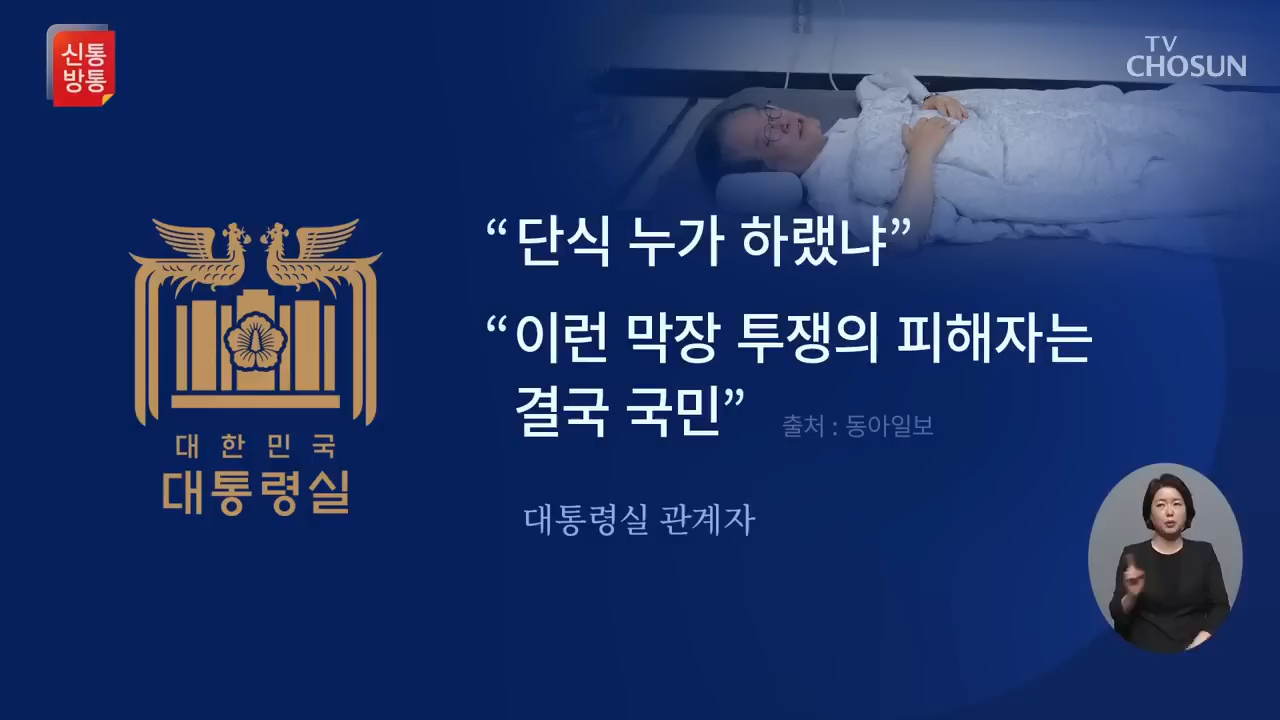 신통
방통
TV
CHOSUN
“단식 누가 하랬냐”
“이런 막장 투쟁의 피해자는
결국 국민”
출처 : 동아일보
대통령실 관계자
대한민국
대통령실